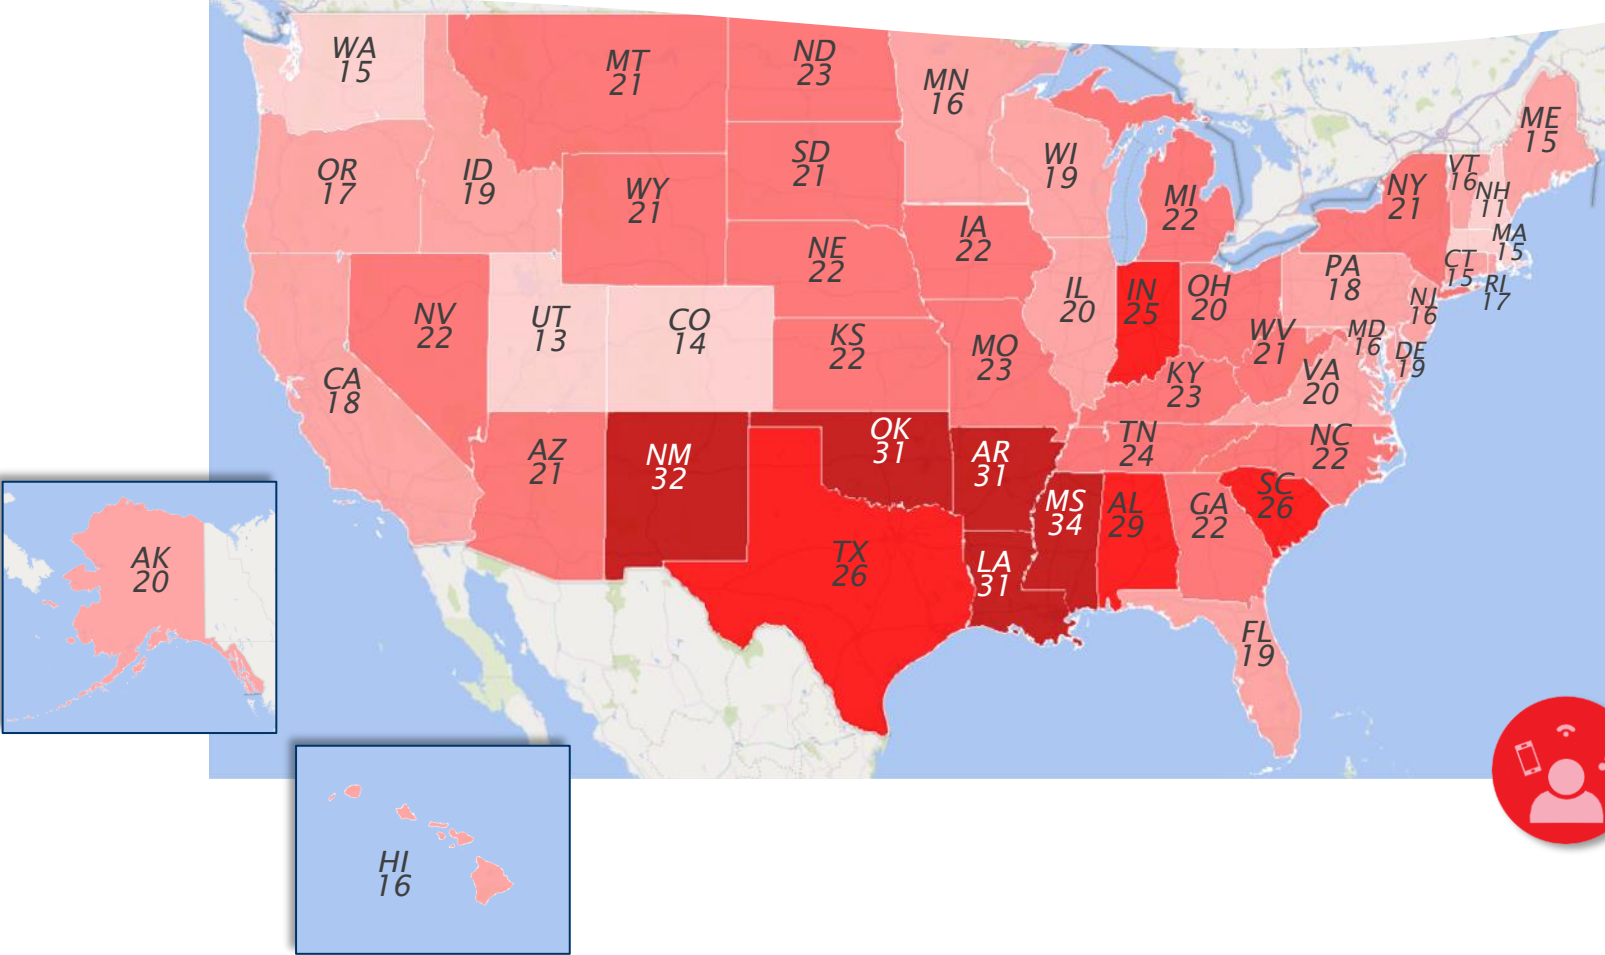 WA
15
MT
21
ND
23
MN
16
ME
15
OR
17
ID
19
WY
21
SD
21
WI
19
MI
22
NY
21
VT
16
NH
11
MA
15
CT
15
RI
17
NE
22
IA
22
PA
18
NJ
16
NV
22
UT
13
CO
14
KS
22
MO
23
IL
20
IN
25
OH
20
WV
21
MD
16
DE
19
CA
18
KY
23
VA
20
AZ
21
NM
32
OK
31
AR
31
TN
24
NC
22
MS
34
AL
29
GA
22
SC
26
TX
26
LA
31
FL
19
AK
20
HI
16